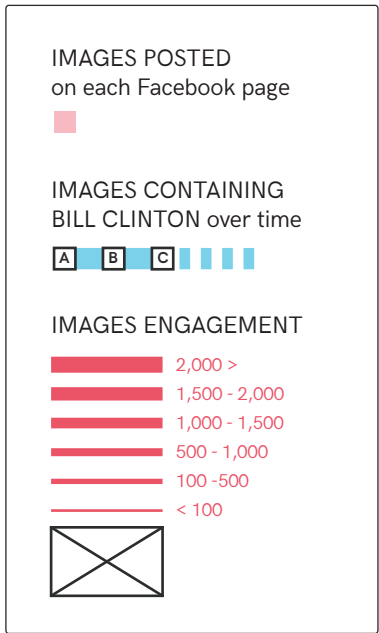 IMAGES POSTED
on each Facebook page
IMAGES CONTAINING
BILL CLINTON over time
A B C
IMAGES ENGAGEMENT
2,000 >
1,500 - 2,000
1,000 - 1,500
500 - 1,000
100 -500
< 100